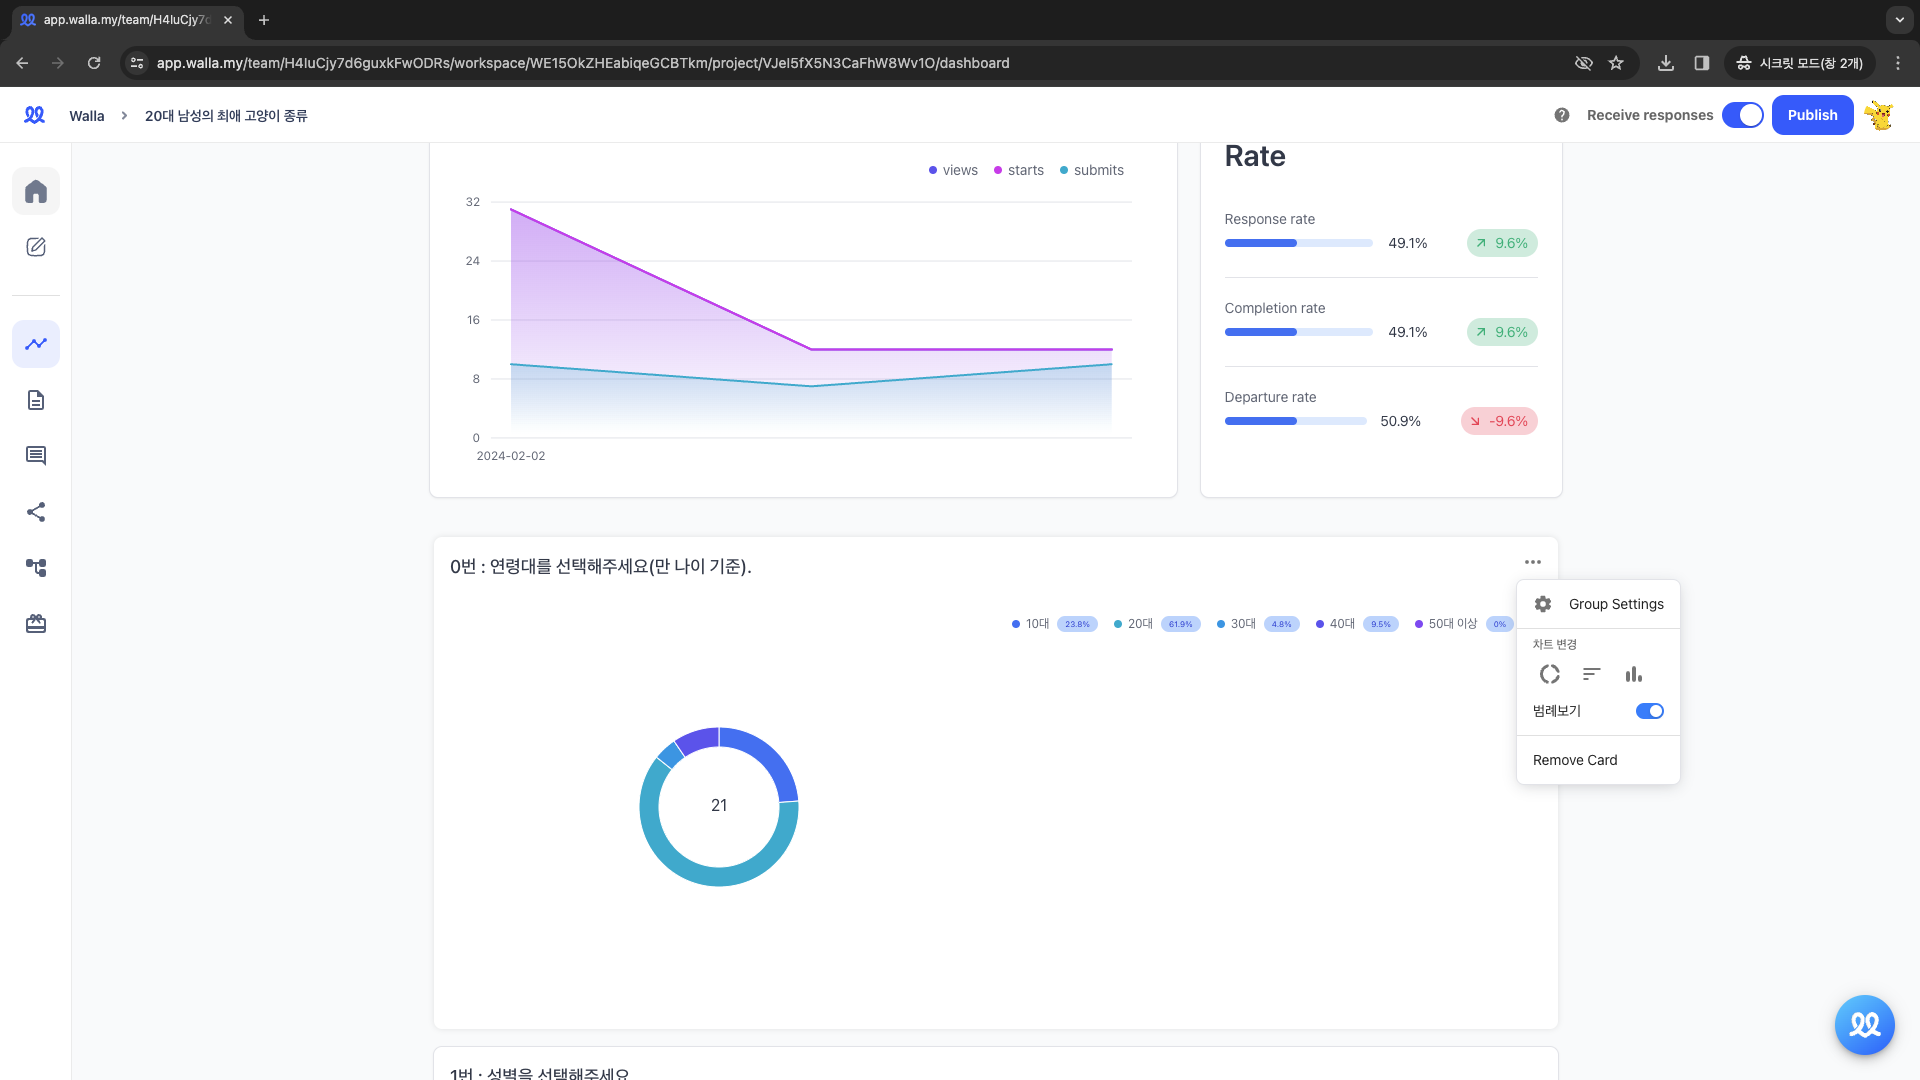 app.walla.my/team/H4luCjy7d
app.walla.my/team/H4luCjy7d6guxkFwODRs/workspace/WE15OkZHEabiqeGCBTkm/project/VJel5fX5N3CaFhW8Wv1O/dashboard
시크릿 모드(창 2개)
Walla
20대 남성의 최애 고양이 종류
Receive responses
Publish
views starts submits
32
24
16
8
0
2024-02-02
Rate
Response rate
49.1% 9.6%
Completion rate
49.1% 9.6%
Departure rate
50.9% -9.6%
0번 : 연령대를 선택해주세요(만 나이 기준).
10대 23.8% 20대 61.9% 30대 4.8% 40대 9.5% 50대 이상 0%
21
Group Settings
차트 변경
범례보기
Remove Card
1번 : 성별을 선택해주세요